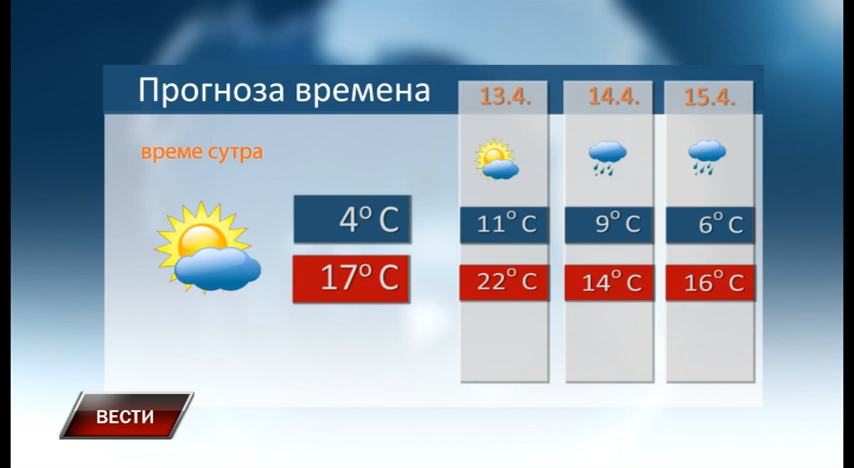 Прогноза времена
време сутра
4° C
17° C
13.4. 14.4. 15.4.
11° C 9° C 6° C
22° C 14° C 16° C
ВЕСТИ